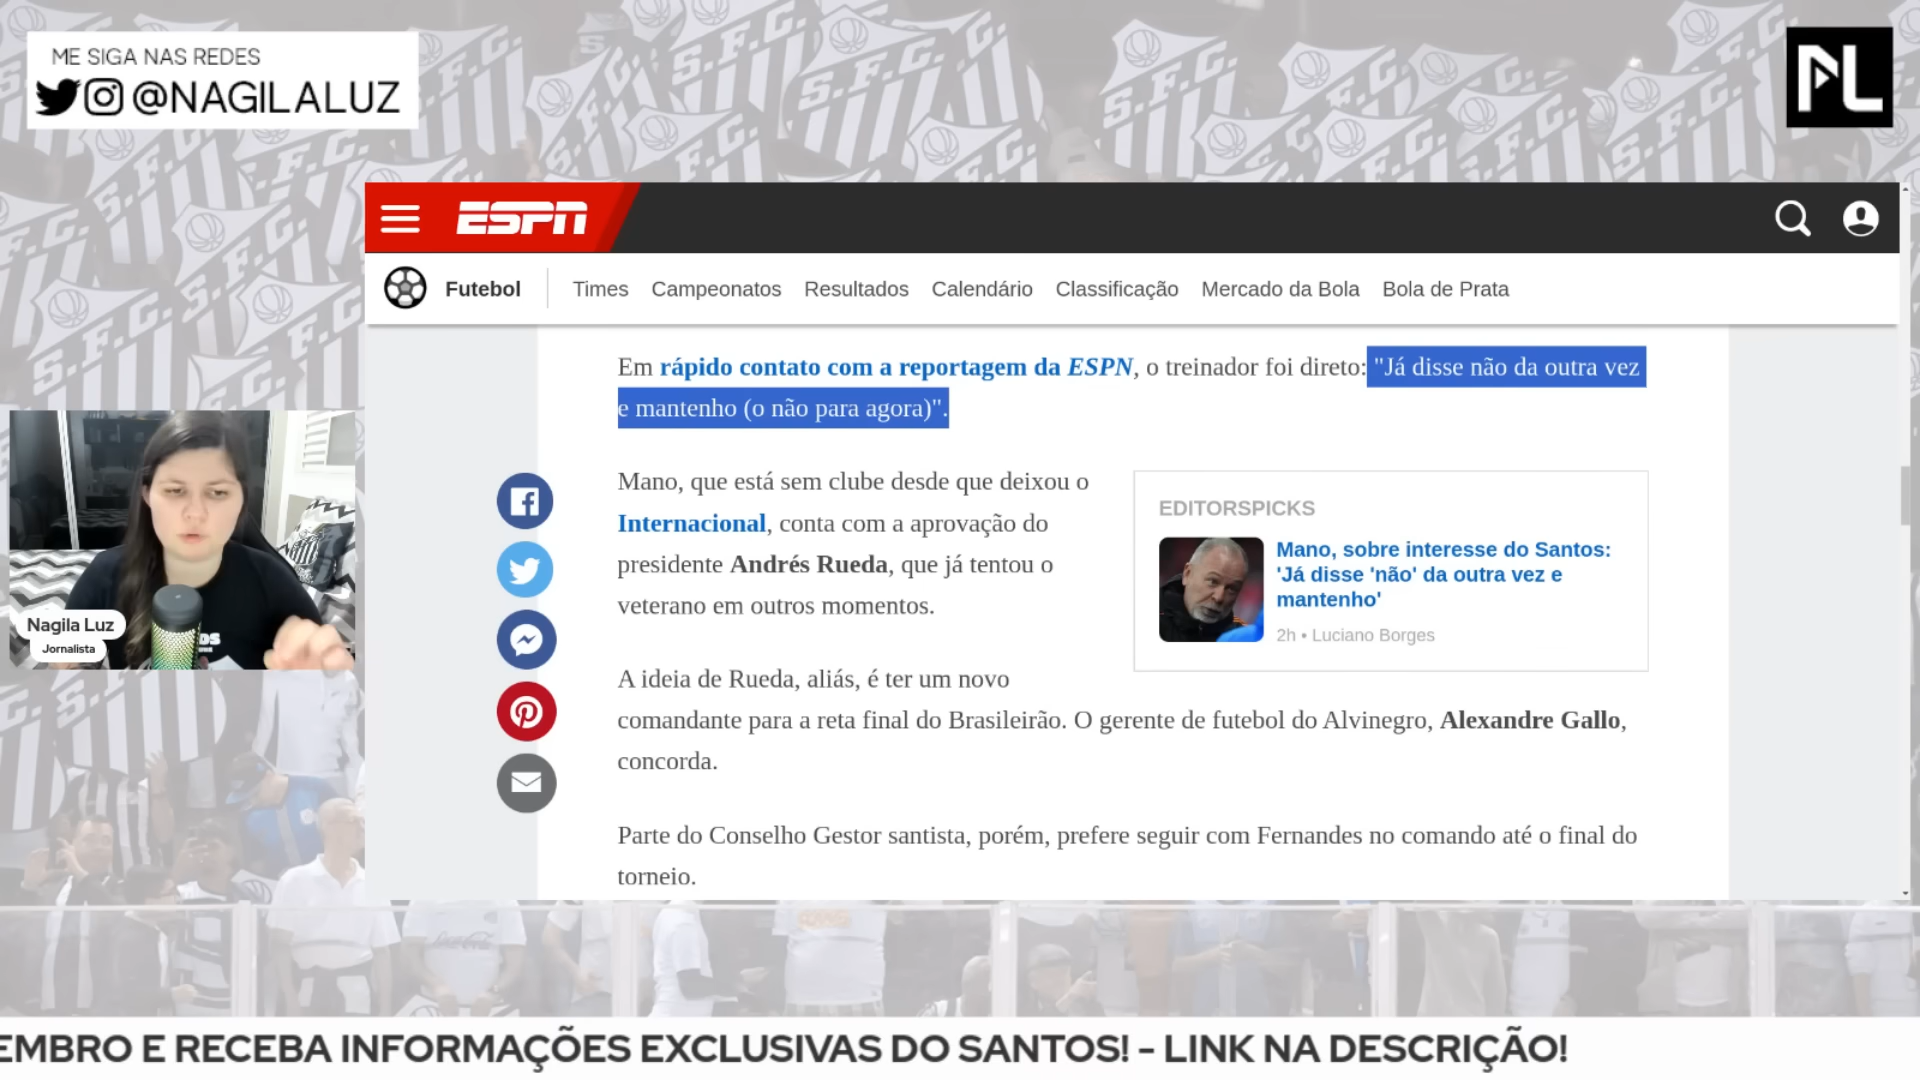 ME SIGA NAS REDES
@NAGILALUZ
PL
ESPN
Futebol
Times Campeonatos Resultados Calendário Classificação Mercado da Bola Bola de Prata
Em rápido contato com a reportagem da ESPN, o treinador foi direto: "Já disse não da outra vez
e mantenho (o não para agora)".
Mano, que está sem clube desde que deixou o
Internacional, conta com a aprovação do
presidente Andrés Rueda, que já tentou o
veterano em outros momentos.
EDITORSPICKS
Mano, sobre interesse do Santos:
'Já disse 'não' da outra vez e
mantenho'
2h • Luciano Borges
A ideia de Rueda, aliás, é ter um novo
comandante para a reta final do Brasileirão. O gerente de futebol do Alvinegro, Alexandre Gallo,
concorda.
Parte do Conselho Gestor santista, porém, prefere seguir com Fernandes no comando até o final do
torneio.
Nagila Luz
Jornalista
EMBRO E RECEBA INFORMAÇÕES EXCLUSIVAS DO SANTOS! - LINK NA DESCRIÇÃO!